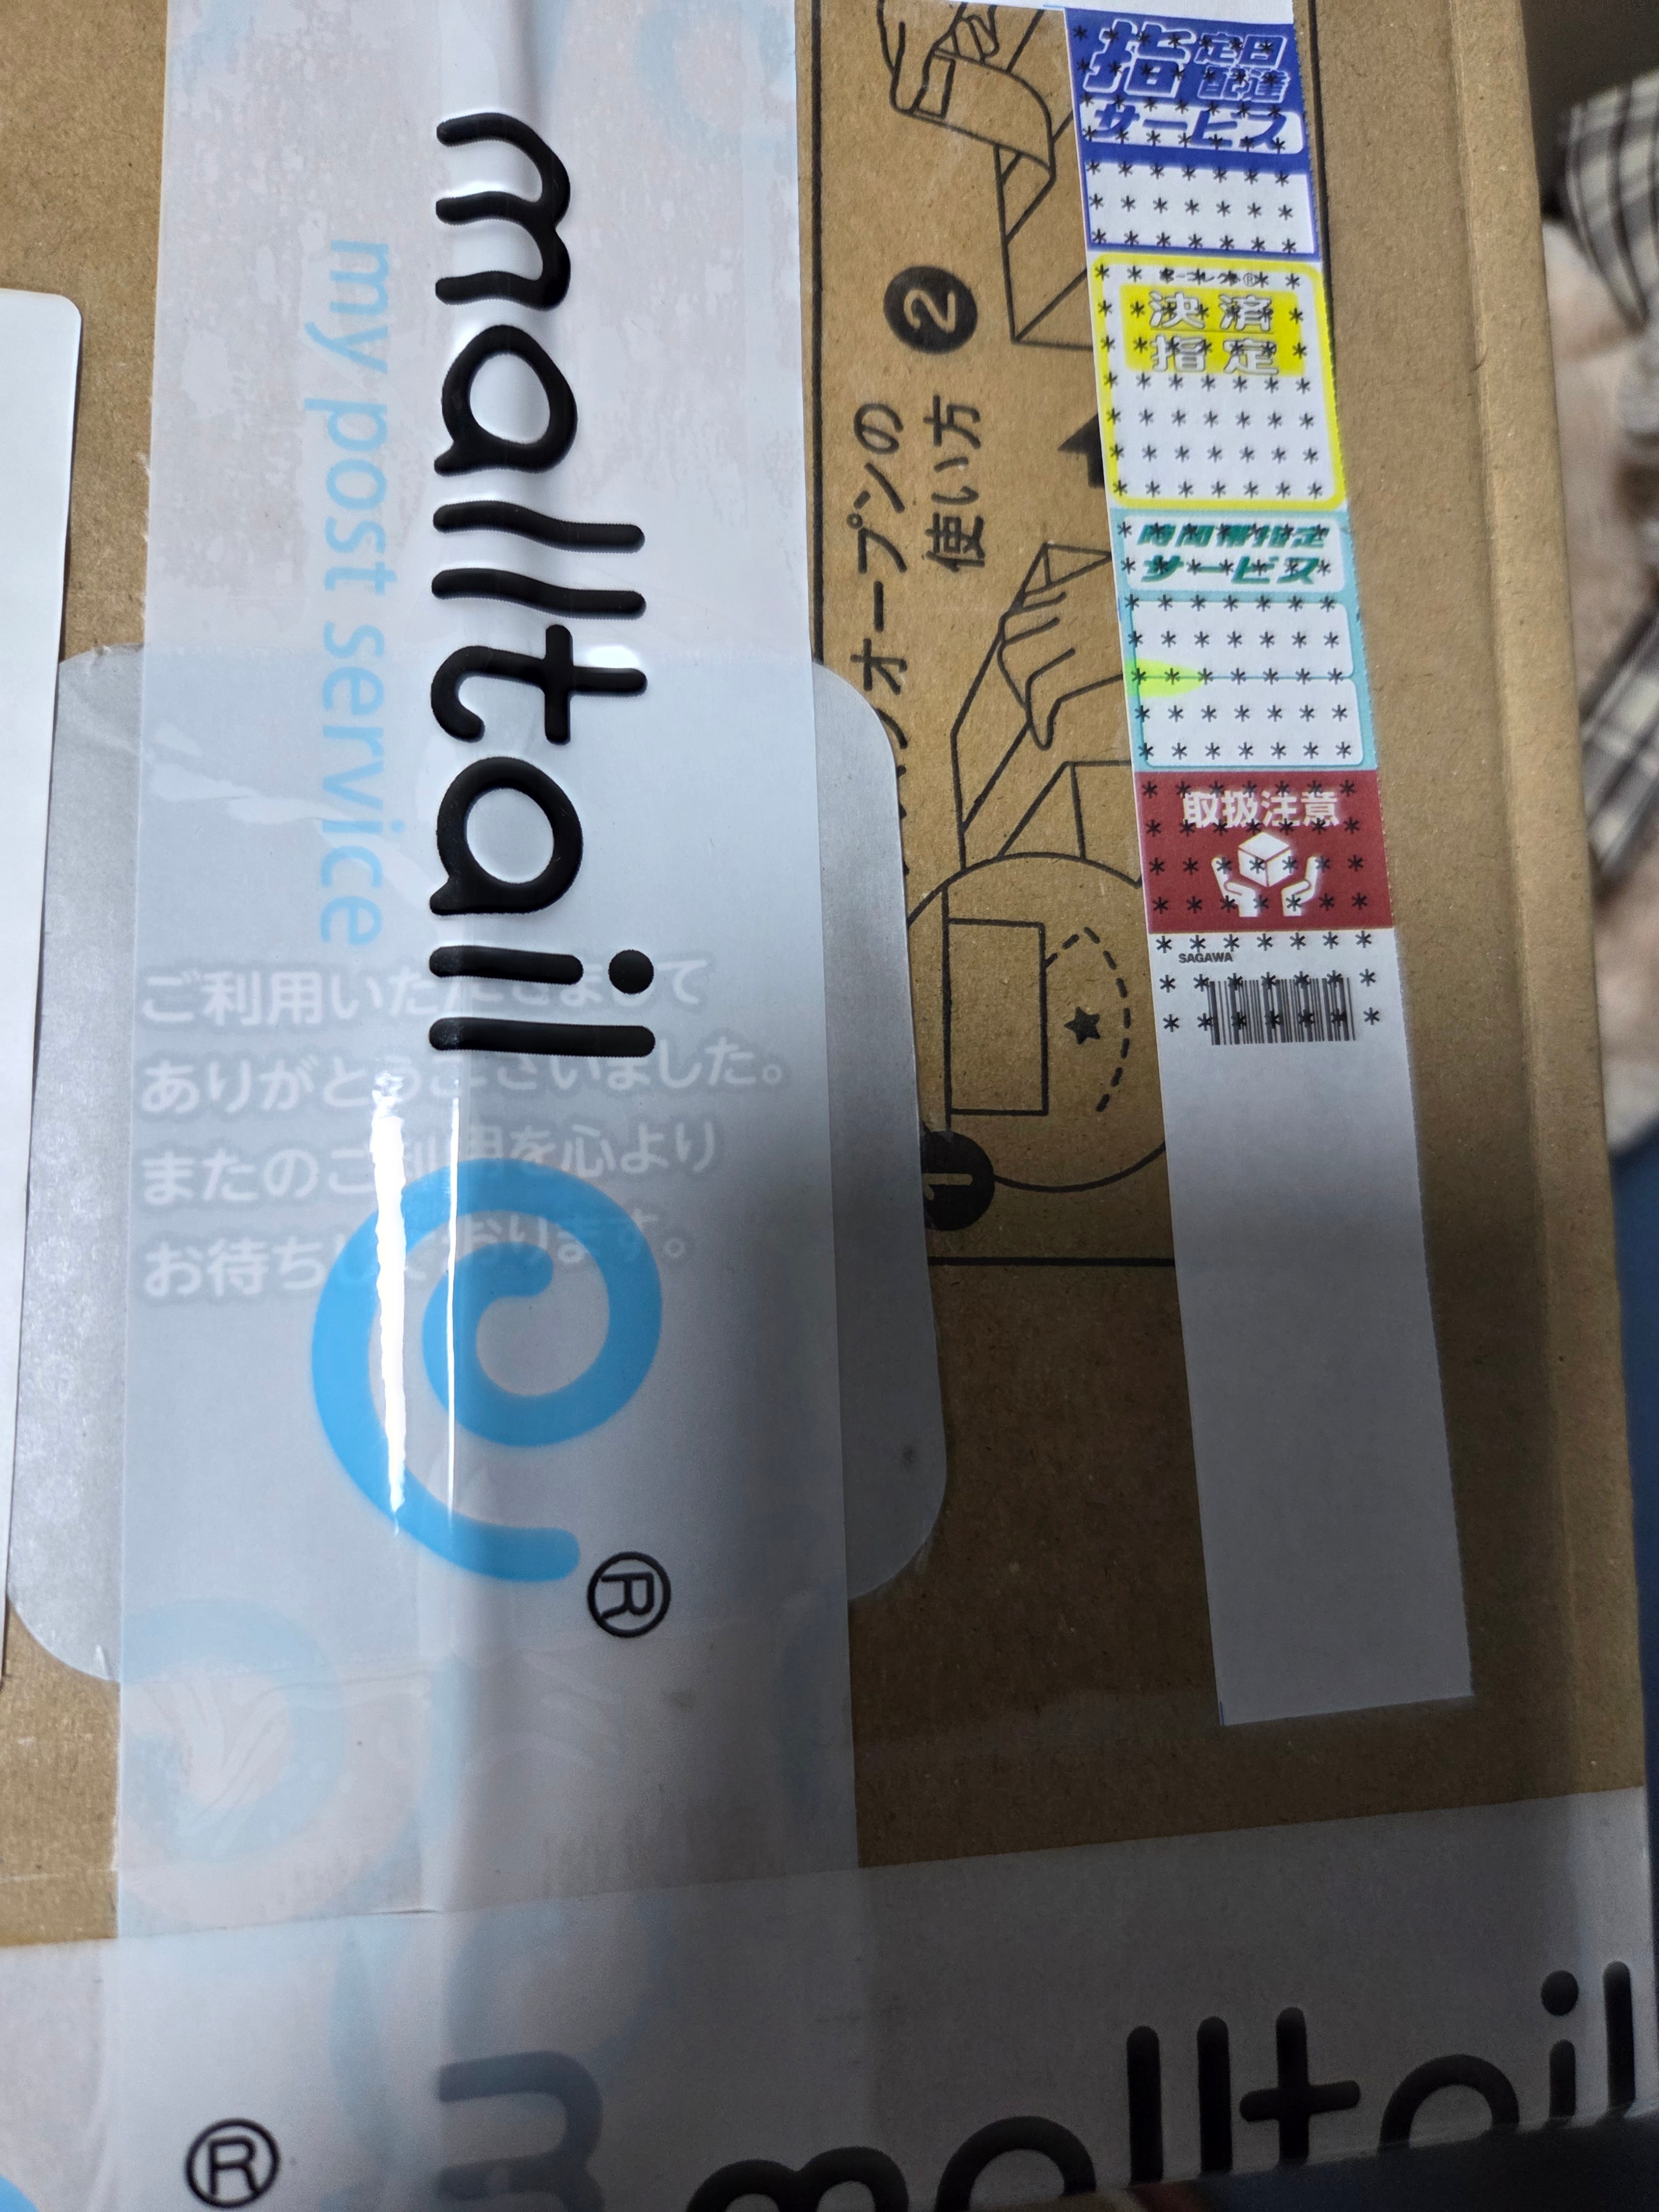 malltail
my post service
ご利用いただきまして
ありがとうございました。
またのご利用を心より
お待ちしております。
®
2
オープンの
使い方
1
指定日
配達
サービス
決済
指定
時間帯指定
サービス
取扱注意
SAGAWA
malltail
®
m